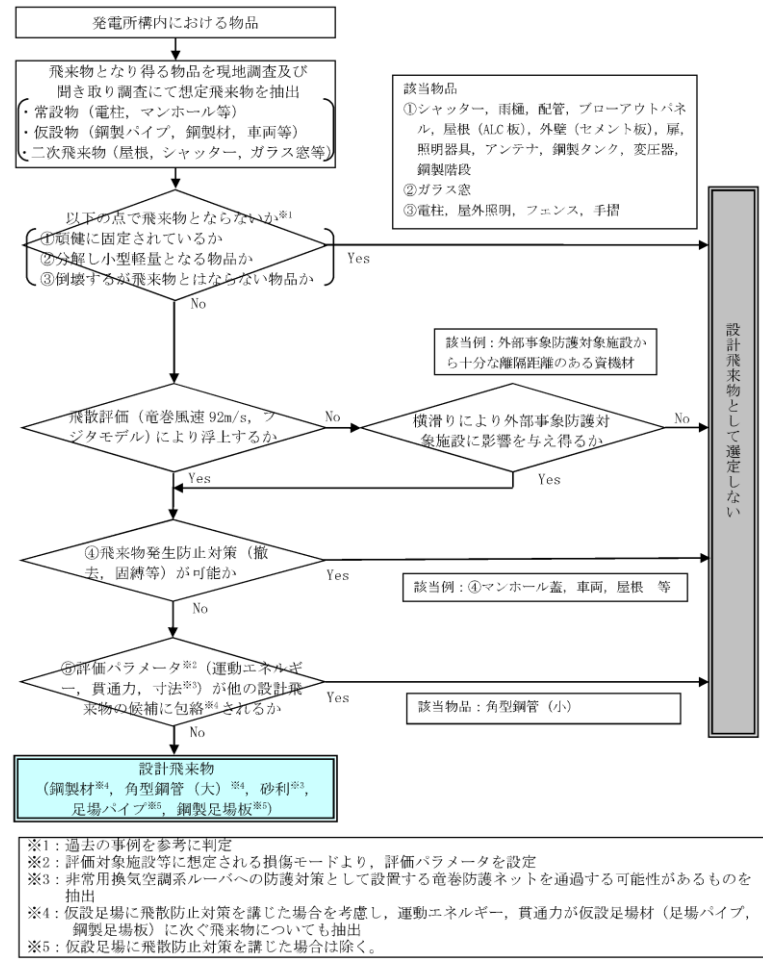 発電所構内における物品
飛来物となり得る物品を現地調査及び
聞き取り調査にて想定飛来物を抽出
・常設物（電柱，マンホール等）
・仮設物（鋼製パイプ，鋼製材，車両等）
・二次飛来物（屋根，シャッター，ガラス窓等）
該当物品
①シャッター，雨樋，配管，ブローアウトパネ
ル，屋根（ALC 板），外壁（セメント板），扉，
照明器具，アンテナ，鋼製タンク，変圧器，
鋼製階段
②ガラス窓
③電柱，屋外照明，フェンス，手摺
以下の点で飛来物とならないか※1
①頑健に固定されているか
②分解し小型軽量となる物品か
③倒壊するが飛来物とはならない物品か
Yes
No
設計飛来物として選定しない
該当例：外部事象防護対象施設か
ら十分な離隔距離のある資機材
飛散評価（竜巻風速 92m/s，フ
ジタモデル）により浮上するか
No
横滑りにより外部事象防護対
象施設に影響を与え得るか
No
Yes
Yes
④飛来物発生防止対策（撤
去，固縛等）が可能か
Yes
該当例：④マンホール蓋，車両，屋根　等
No
⑤評価パラメータ※2（運動エネルギ
ー，貫通力，寸法※3）が他の設計飛
来物の候補に包絡※4されるか
Yes
該当物品：角型鋼管（小）
No
設計飛来物
（鋼製材※4，角型鋼管（大）※4，砂利※3，
足場パイプ※5，鋼製足場板※5）
※1：過去の事例を参考に判定
※2：評価対象施設等に想定される損傷モードより，評価パラメータを設定
※3：非常用換気空調系ルーバへの防護対策として設置する竜巻防護ネットを通過する可能性があるものを
抽出
※4：仮設足場に飛散防止対策を講じた場合を考慮し，運動エネルギー，貫通力が仮設足場材（足場パイプ，
鋼製足場板）に次ぐ飛来物についても抽出
※5：仮設足場に飛散防止対策を講じた場合は除く。